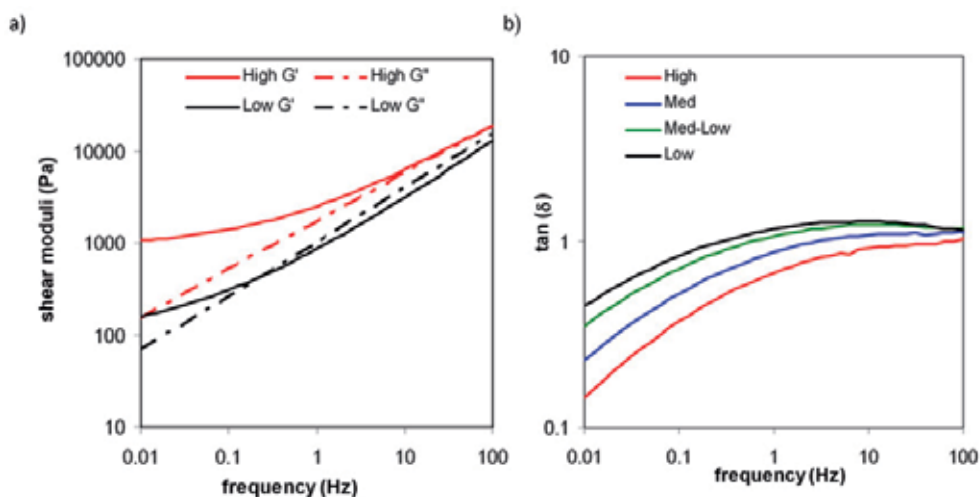 a)
shear moduli (Pa)
100000
10000
1000
100
10
High G' High G"
Low G' Low G"
0.01 0.1 1 10 100
frequency (Hz)
b)
tan (δ)
10
1
0.1
High
Med
Med-Low
Low
0.01 0.1 1 10 100
frequency (Hz)